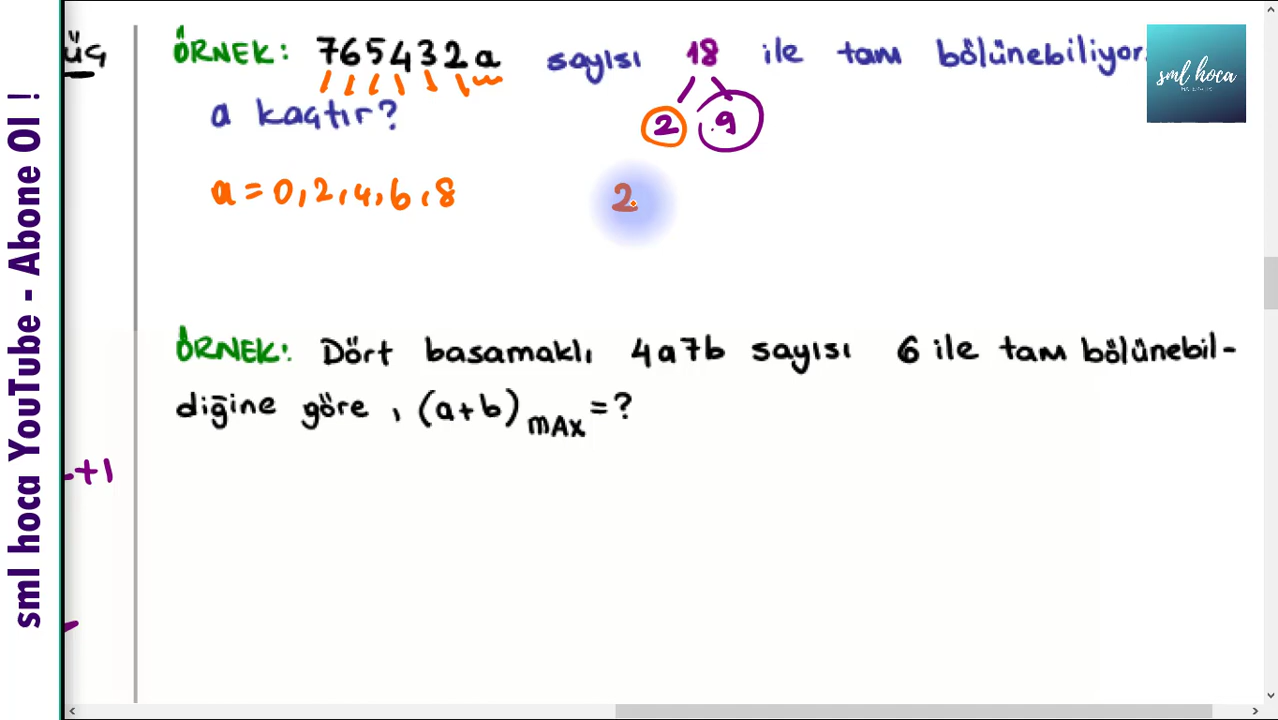 sml hoca YouTube - Abone Ol !
üç
+1
ÖRNEK: 765432a sayısı 18 ile tam bölünebiliyor.
2 9
a kaçtır?
a = 0, 2, 4, 6, 8
2
ÖRNEK: Dört basamaklı 4a7b sayısı 6 ile tam bölünebil-
diğine göre, (a+b)MAX = ?
sml hoca